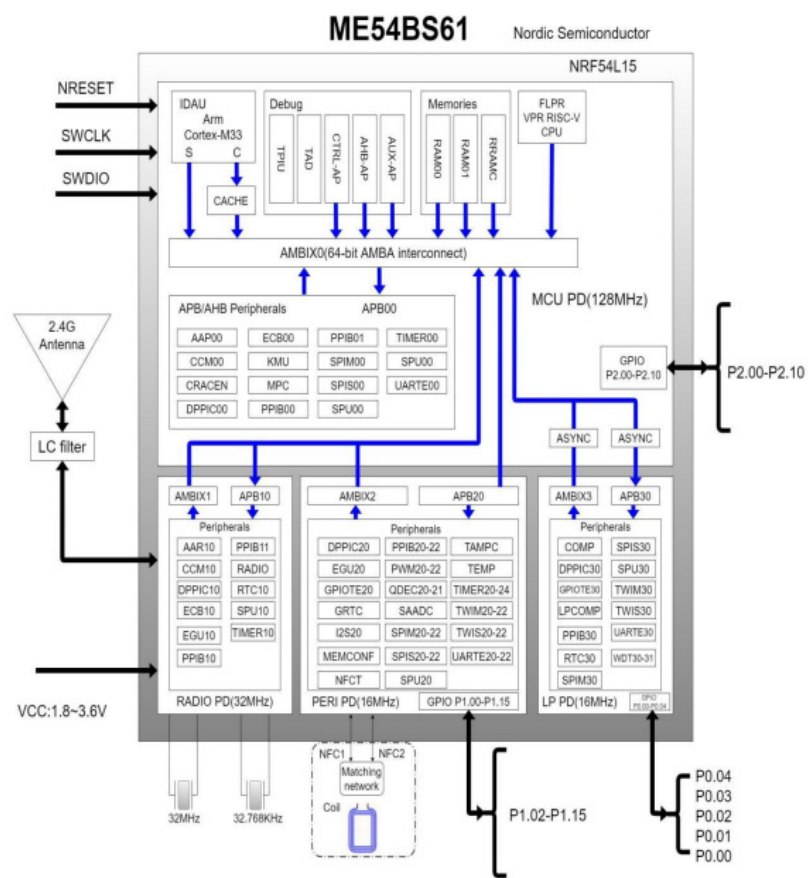 ME54BS61
Nordic Semiconductor
NRF54L15
NRESET
SWCLK
SWDIO
IDAU
Arm
Cortex-M33
S C
CACHE
Debug
TPIU
TAD
CTRL-AP
AHB-AP
AUX-AP
Memories
RAM00
RAM01
RRAMC
FLPR
VPR RISC-V
CPU
AMBIX0(64-bit AMBA interconnect)
MCU PD(128MHz)
APB/AHB Peripherals APB00
AAP00 ECB00 PPIB01 TIMER00
CCM00 KMU SPIM00 SPU00
CRACEN MPC SPIS00 UARTE00
DPPIC00 PPIB00 SPU00
GPIO
P2.00-P2.10
P2.00-P2.10
2.4G
Antenna
LC filter
ASYNC ASYNC
AMBIX1 APB10
Peripherals
AAR10 PPIB11
CCM10 RADIO
DPPIC10 RTC10
ECB10 SPU10
EGU10 TIMER10
PPIB10
RADIO PD(32MHz)
AMBIX2 APB20
Peripherals
DPPIC20 PPIB20-22 TAMPC
EGU20 PWM20-22 TEMP
GPIOTE20 QDEC20-21 TIMER20-24
GRTC SAADC TWIM20-22
I2S20 SPIM20-22 TWIS20-22
MEMCONF SPIS20-22 UARTE20-22
NFCT SPU20
PERI PD(16MHz) GPIO P1.00-P1.15
AMBIX3 APB30
Peripherals
COMP SPIS30
DPPIC30 SPU30
GPIOTE30 TWIM30
LPCOMP TWIS30
PPIB30 UARTE30
RTC30 WDT30-31
SPIM30
LP PD(16MHz)
GPIO
P0.00-P0.04
VCC:1.8~3.6V
32MHz
32.768KHz
NFC1 NFC2
Matching
network
Coil
P1.02-P1.15
P0.04
P0.03
P0.02
P0.01
P0.00